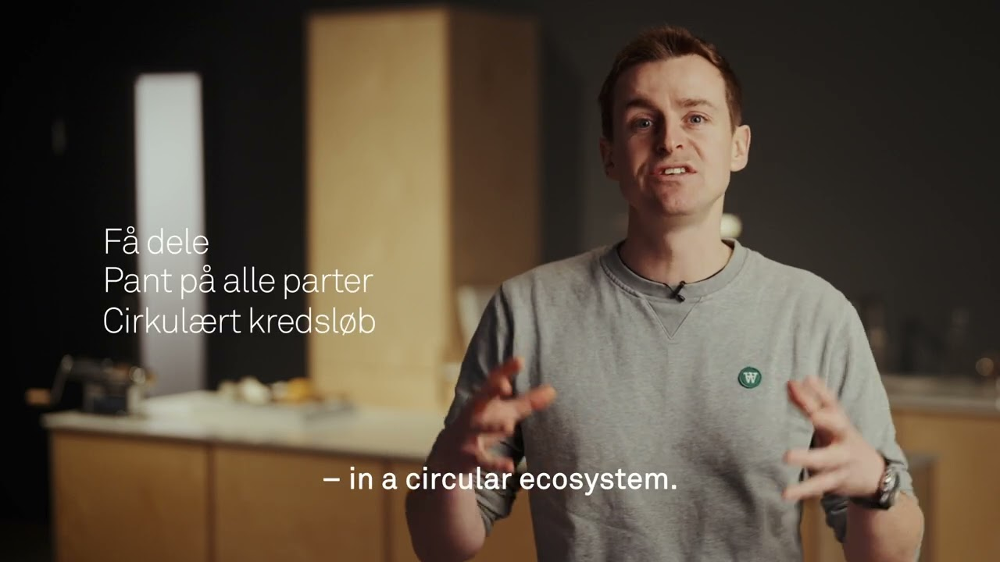 Få dele
Pant på alle parter
Cirkulært kredsløb
– in a circular ecosystem.